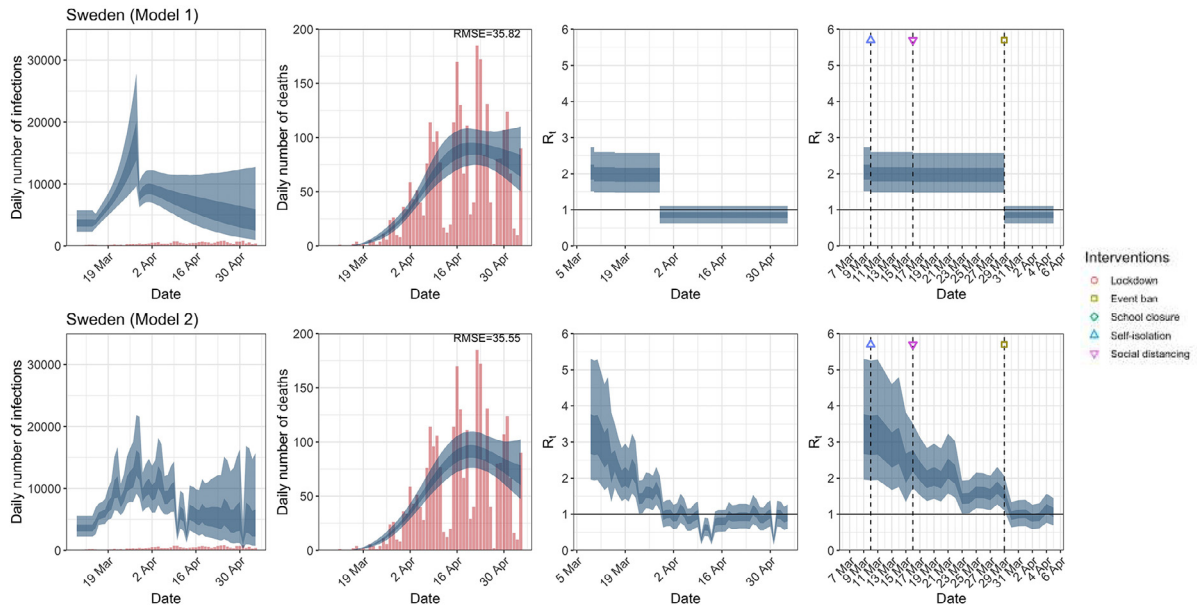 Sweden (Model 1)
Daily number of infections
30000
20000
10000
0
19 Mar
2 Apr
16 Apr
30 Apr
Date
Daily number of deaths
200
150
100
50
0
RMSE=35.82
19 Mar
2 Apr
16 Apr
30 Apr
Date
Rt
6
5
4
3
2
1
0
5 Mar
19 Mar
2 Apr
16 Apr
30 Apr
Date
Rt
6
5
4
3
2
1
0
7 Mar
9 Mar
11 Mar
13 Mar
15 Mar
17 Mar
19 Mar
21 Mar
23 Mar
25 Mar
27 Mar
29 Mar
31 Mar
2 Apr
4 Apr
6 Apr
Date
Interventions
Lockdown
Event ban
School closure
Self-isolation
Social distancing
Sweden (Model 2)
Daily number of infections
30000
20000
10000
0
19 Mar
2 Apr
16 Apr
30 Apr
Date
Daily number of deaths
200
150
100
50
0
RMSE=35.55
19 Mar
2 Apr
16 Apr
30 Apr
Date
Rt
6
5
4
3
2
1
0
5 Mar
19 Mar
2 Apr
16 Apr
30 Apr
Date
Rt
6
5
4
3
2
1
0
7 Mar
9 Mar
11 Mar
13 Mar
15 Mar
17 Mar
19 Mar
21 Mar
23 Mar
25 Mar
27 Mar
29 Mar
31 Mar
2 Apr
4 Apr
6 Apr
Date